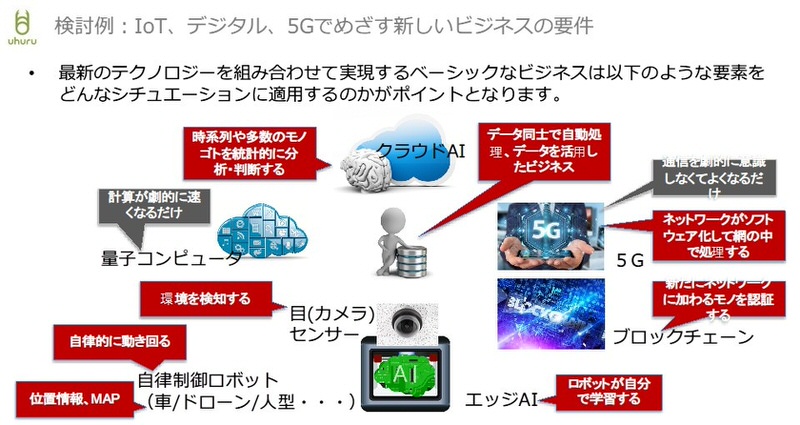 uhuru
検討例：IoT、デジタル、5Gでめざす新しいビジネスの要件
• 最新のテクノロジーを組み合わせて実現するベーシックなビジネスは以下のような要素を
どんなシチュエーションに適用するのかがポイントとなります。
時系列や多数のモノ
ゴトを統計的に分
析・判断する
クラウドAI
データ同士で自動処
理、データを活用し
たビジネス
通信を劇的に意識
しなくてよくなるだ
け
計算が劇的に速
くなるだけ
量子コンピュータ
5G
５G
ネットワークがソフト
ウェア化して網の中
で処理する
環境を検知する
目(カメラ)
センサー
BLOCKC
新たにネットワーク
に加わるモノを認証
する
ブロックチェーン
自律的に動き回る
AI
自律制御ロボット
（車/ドローン/人型・・・）
位置情報、MAP
エッジAI
ロボットが自分
で学習する